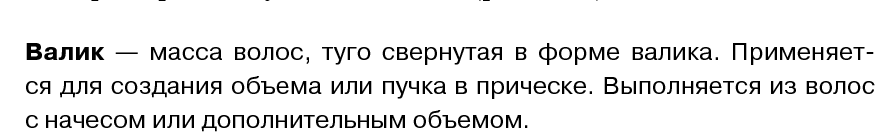 Валик — масса волос, туго свернутая в форме валика. Применяет-
ся для создания объема или пучка в прическе. Выполняется из волос
с начесом или дополнительным объемом.